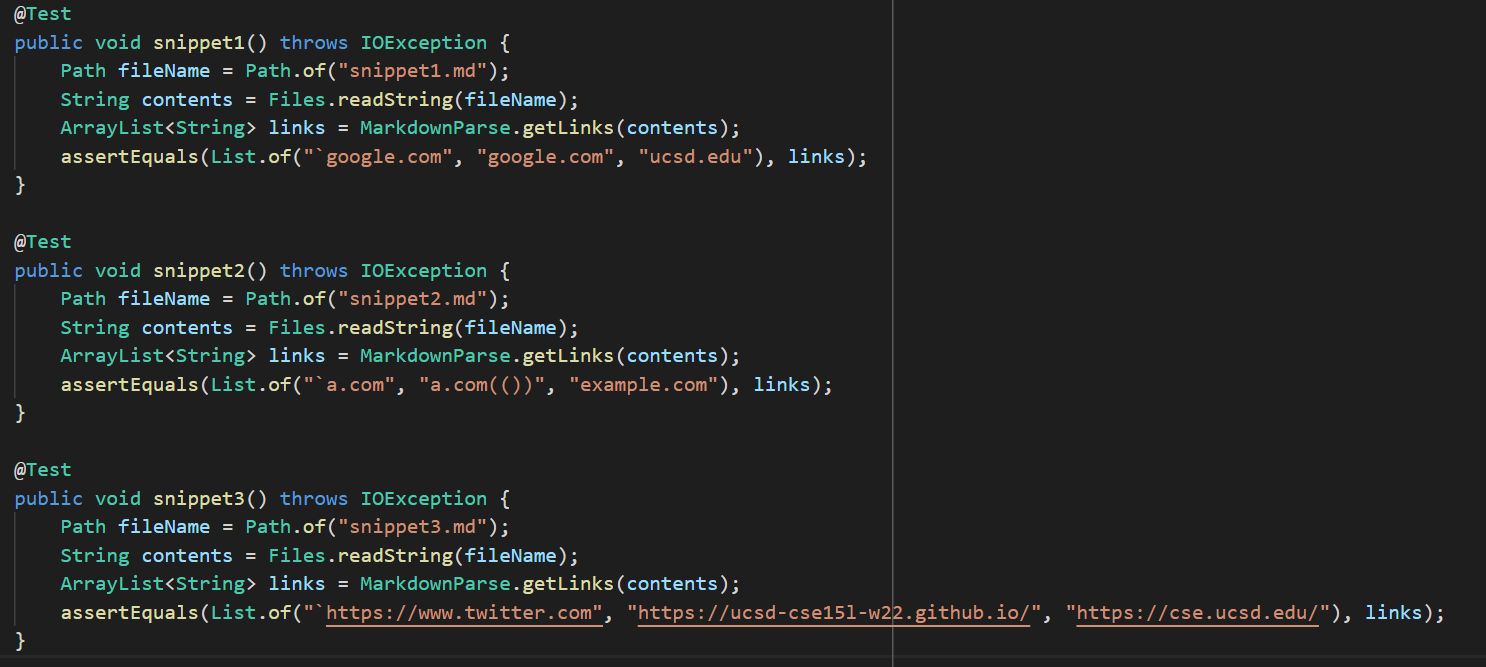 @Test
public void snippet1() throws IOException {
    Path fileName = Path.of("snippet1.md");
    String contents = Files.readString(fileName);
    ArrayList<String> links = MarkdownParse.getLinks(contents);
    assertEquals(List.of("`google.com", "google.com", "ucsd.edu"), links);
}

@Test
public void snippet2() throws IOException {
    Path fileName = Path.of("snippet2.md");
    String contents = Files.readString(fileName);
    ArrayList<String> links = MarkdownParse.getLinks(contents);
    assertEquals(List.of("`a.com", "a.com(())", "example.com"), links);
}

@Test
public void snippet3() throws IOException {
    Path fileName = Path.of("snippet3.md");
    String contents = Files.readString(fileName);
    ArrayList<String> links = MarkdownParse.getLinks(contents);
    assertEquals(List.of("`https://www.twitter.com", "https://ucsd-cse15l-w22.github.io/", "https://cse.ucsd.edu/"), links);
}